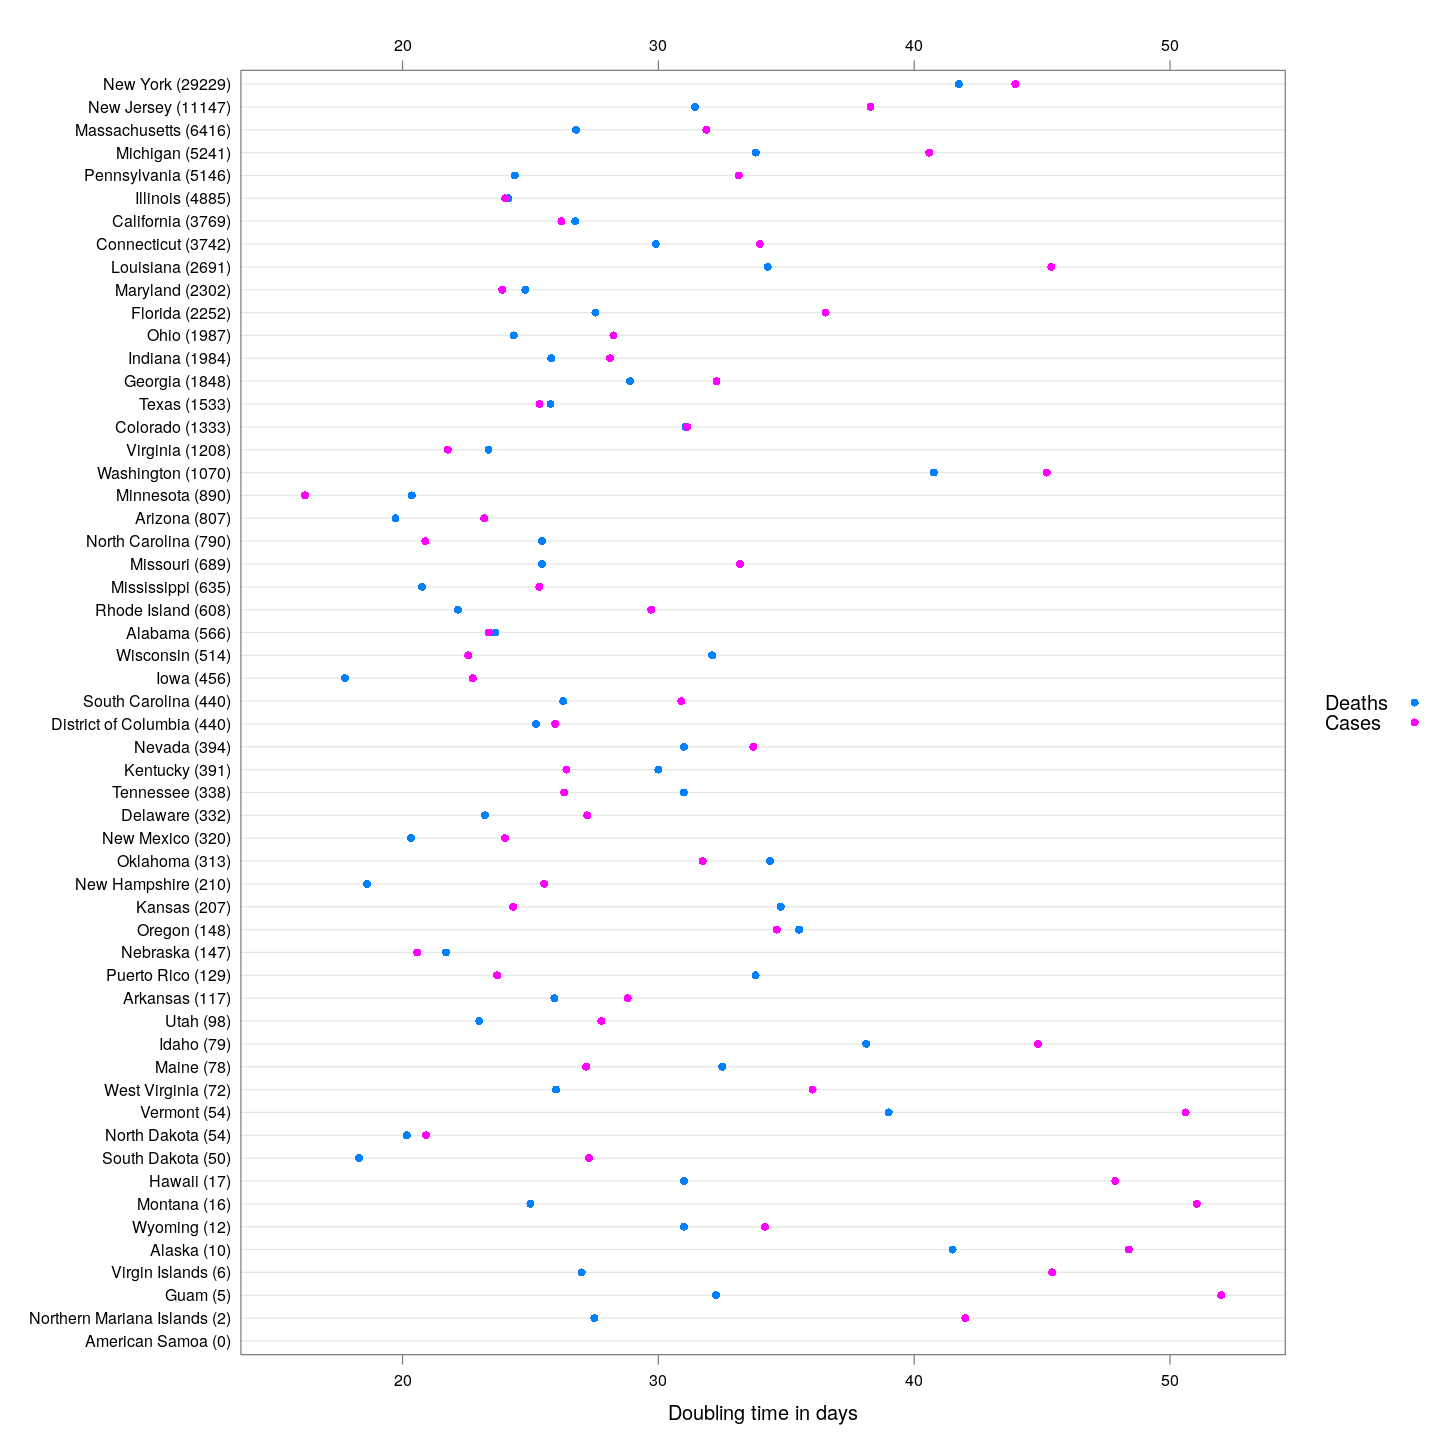 20 30 40 50
New York (29229)
New Jersey (11147)
Massachusetts (6416)
Michigan (5241)
Pennsylvania (5146)
Illinois (4885)
California (3769)
Connecticut (3742)
Louisiana (2691)
Maryland (2302)
Florida (2252)
Ohio (1987)
Indiana (1984)
Georgia (1848)
Texas (1533)
Colorado (1333)
Virginia (1208)
Washington (1070)
Minnesota (890)
Arizona (807)
North Carolina (790)
Missouri (689)
Mississippi (635)
Rhode Island (608)
Alabama (566)
Wisconsin (514)
Iowa (456)
South Carolina (440)
District of Columbia (440)
Nevada (394)
Kentucky (391)
Tennessee (338)
Delaware (332)
New Mexico (320)
Oklahoma (313)
New Hampshire (210)
Kansas (207)
Oregon (148)
Nebraska (147)
Puerto Rico (129)
Arkansas (117)
Utah (98)
Idaho (79)
Maine (78)
West Virginia (72)
Vermont (54)
North Dakota (54)
South Dakota (50)
Hawaii (17)
Montana (16)
Wyoming (12)
Alaska (10)
Virgin Islands (6)
Guam (5)
Northern Mariana Islands (2)
American Samoa (0)
20 30 40 50
Doubling time in days
Deaths
Cases